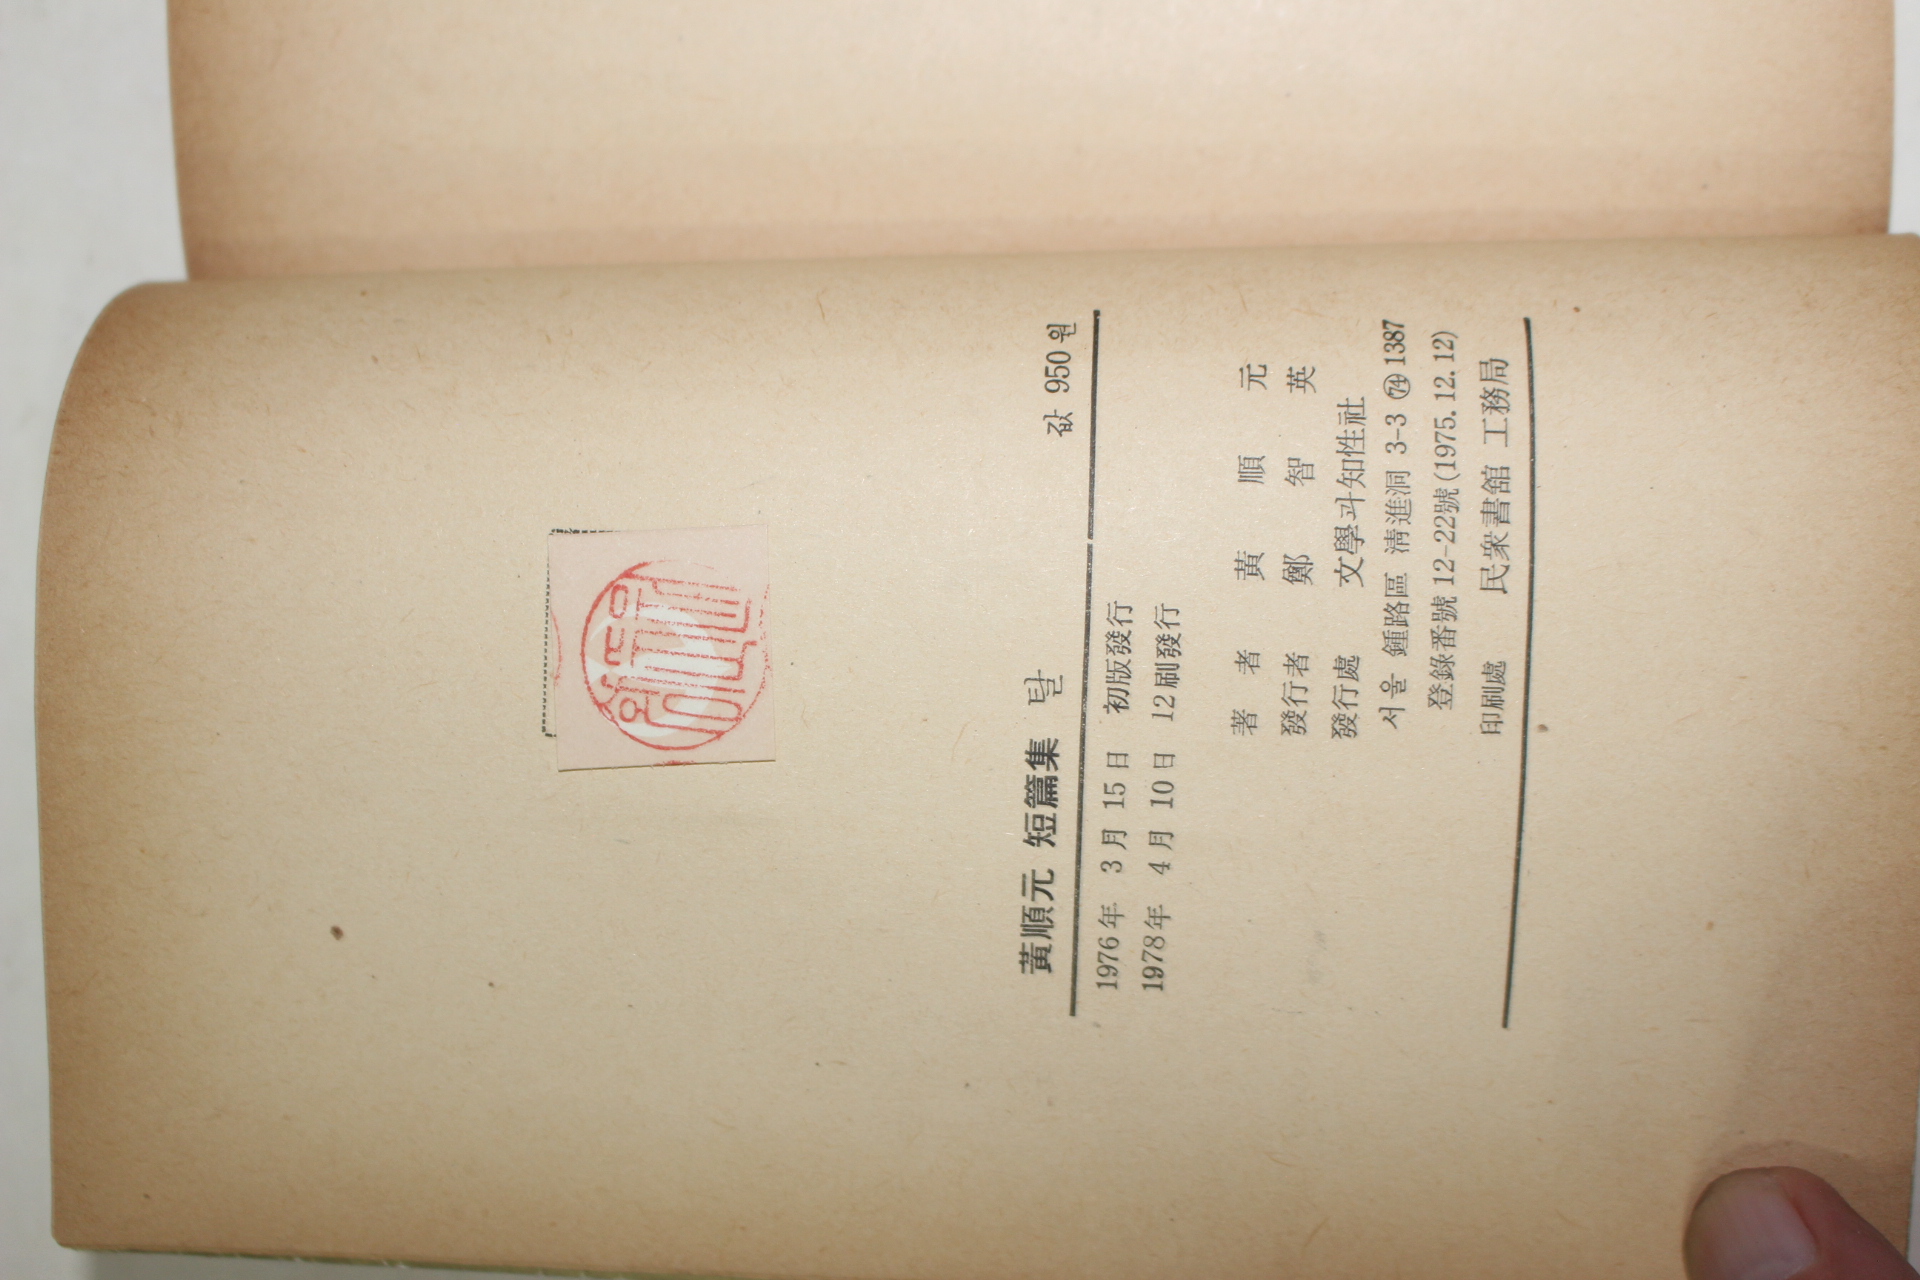 黃順元 短篇集 탈
값 950원
1976年 3月 15日 初版發行
1978年 4月 10日 12刷發行
著者 黃順元
發行者 鄭智英
發行處 文學과知性社
서울 鍾路區 淸進洞 3-3 ㉔ 1387
登錄番號 12-22號(1975.12.12)
印刷處 民衆書舘 工務局